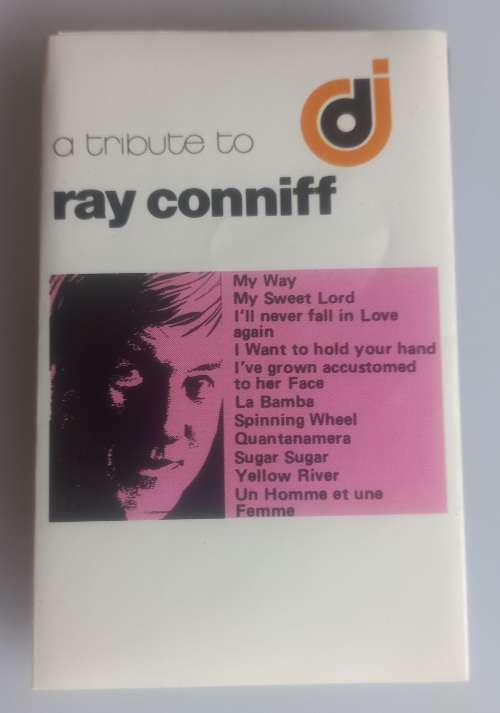 dj
a tribute to
ray conniff
My Way
My Sweet Lord
I'll never fall in Love
again
I Want to hold your hand
I've grown accustomed
to her Face
La Bamba
Spinning Wheel
Quantanamera
Sugar Sugar
Yellow River
Un Homme et une
Femme